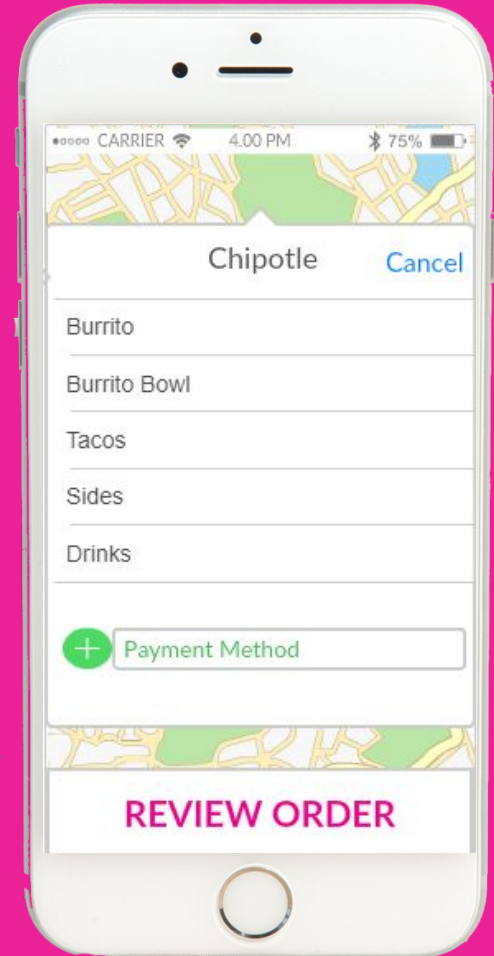 CARRIER 4.00 PM 75%
Chipotle Cancel
Burrito
Burrito Bowl
Tacos
Sides
Drinks
+ Payment Method
REVIEW ORDER